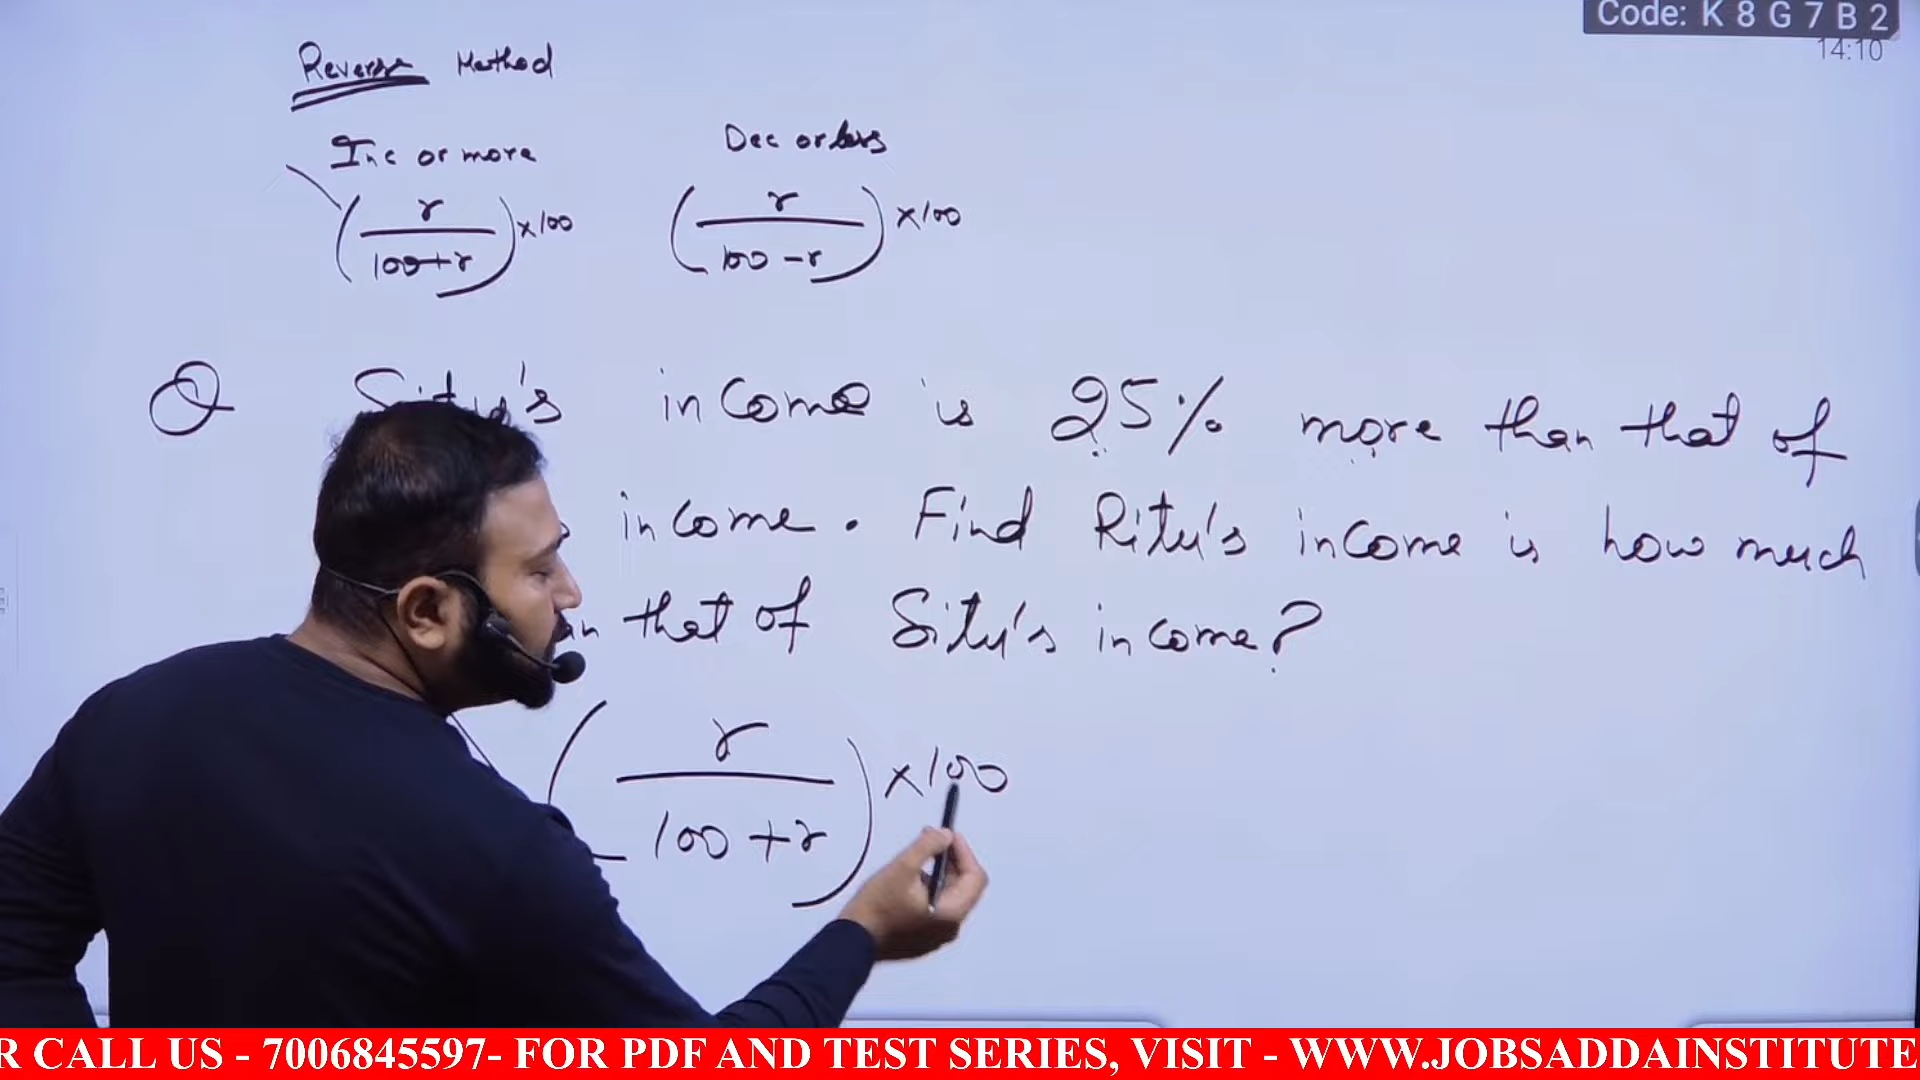 Code: K 8 G 7 B 2
14:10
Reverse Method
Inc or more
Dec or less
(r / 100+r) ×100
(r / 100-r) ×100
Q Situ's income is 25% more than that of
income. Find Ritu's income is how much
that of Situ's income?
(r / 100+r) ×100
R CALL US - 7006845597- FOR PDF AND TEST SERIES, VISIT - WWW.JOBSADDAINSTITUTE